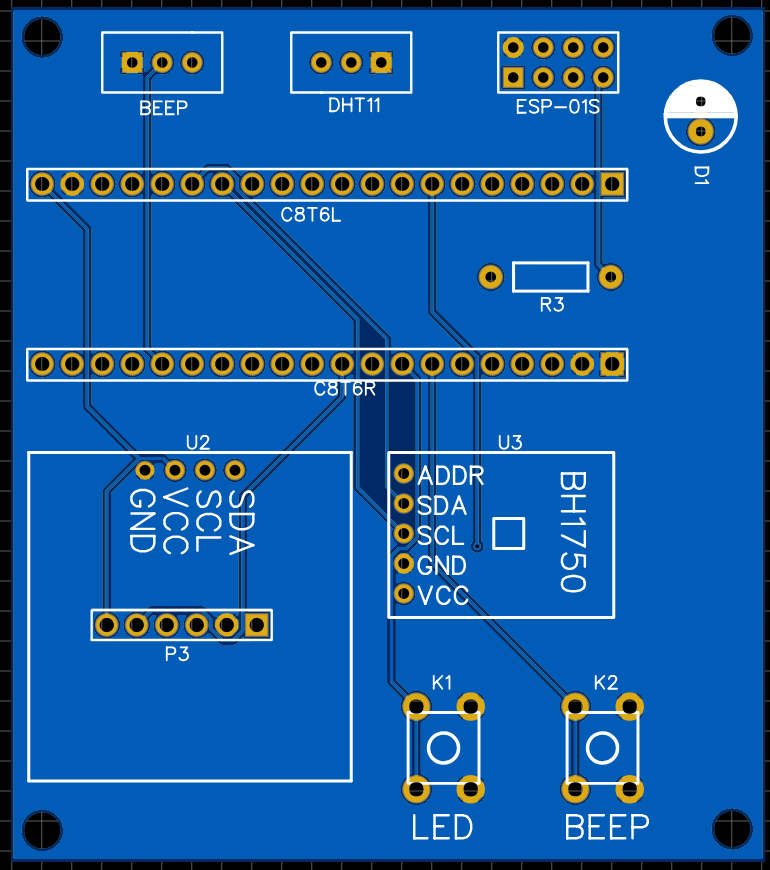 BEEP
DHT11
ESP-01S
D1
C8T6L
R3
C8T6R
U2
U3
GND
VCC
SCL
SDA
ADDR
SDA
SCL
GND
VCC
BH1750
P3
K1
K2
LED
BEEP